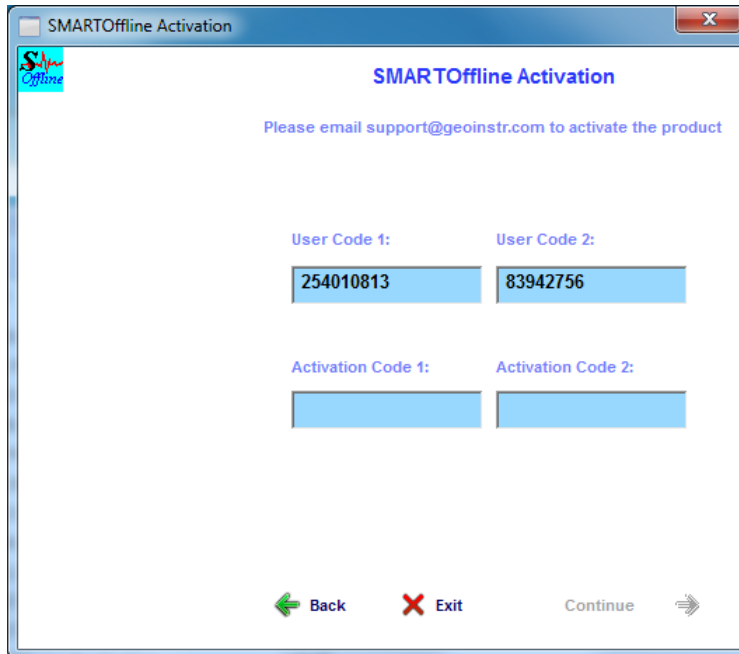 SMARTOffline Activation
S
Offline
SMARTOffline Activation
Please email support@geoinstr.com to activate the product
User Code 1: User Code 2:
254010813 83942756
Activation Code 1: Activation Code 2:
Back Exit Continue